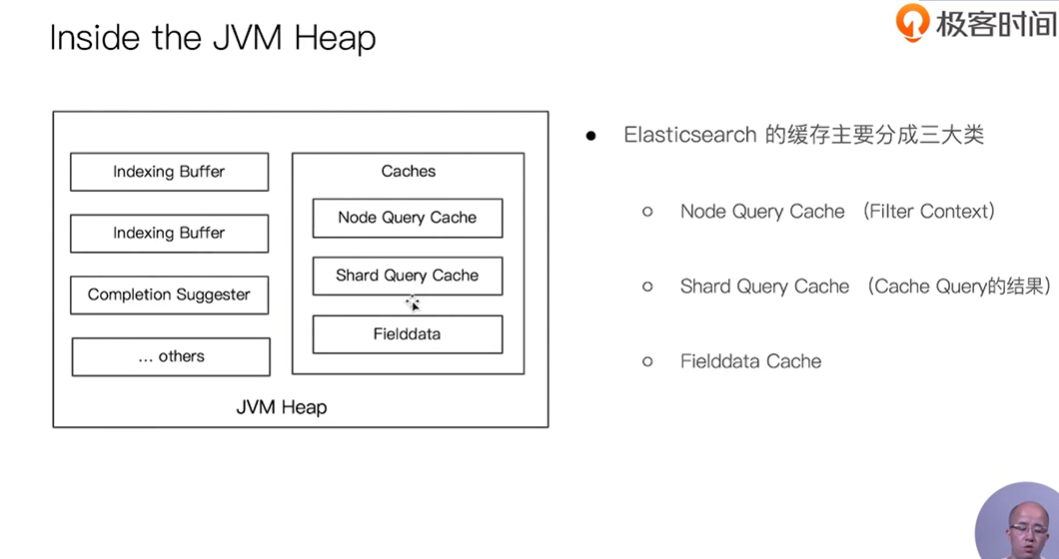 Inside the JVM Heap
极客时间
Indexing Buffer
Indexing Buffer
Completion Suggester
... others
Caches
Node Query Cache
Shard Query Cache
Fielddata
JVM Heap
Elasticsearch 的缓存主要分成三大类
Node Query Cache （Filter Context）
Shard Query Cache （Cache Query的结果）
Fielddata Cache